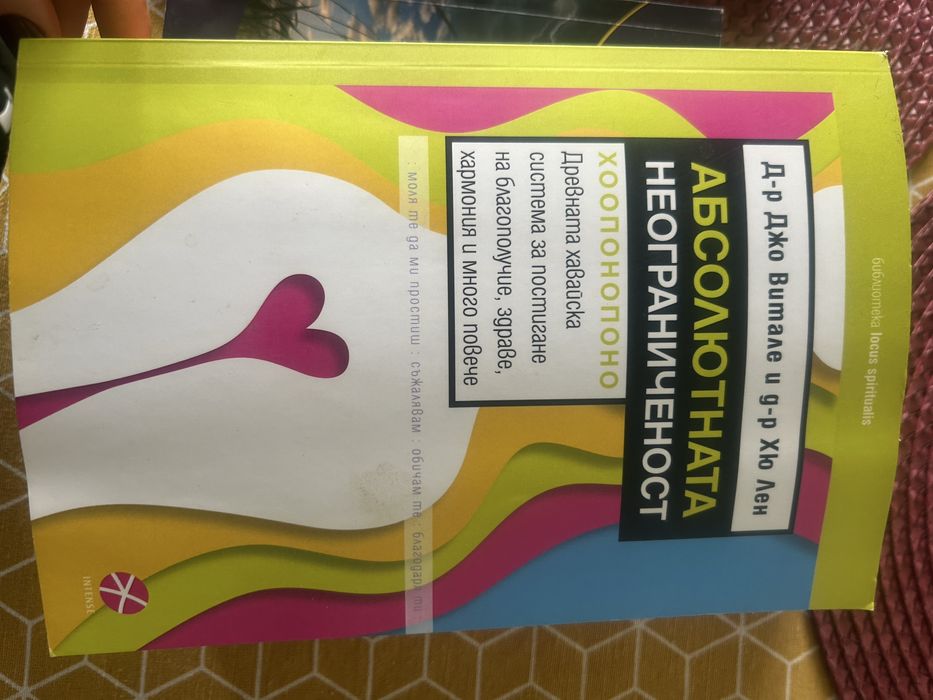 библиотека locus spiritualis
Д-р Джо Витале и д-р Хю Лен
АБСОЛЮТНАТА
НЕОГРАНИЧЕНОСТ
ХООПОНОПОНО
Древната хавайска
система за постигане
на благополучие, здраве,
хармония и много повече
: моля те да ми простиш : съжалявам : обичам те : благодаря ти :
INTENSE